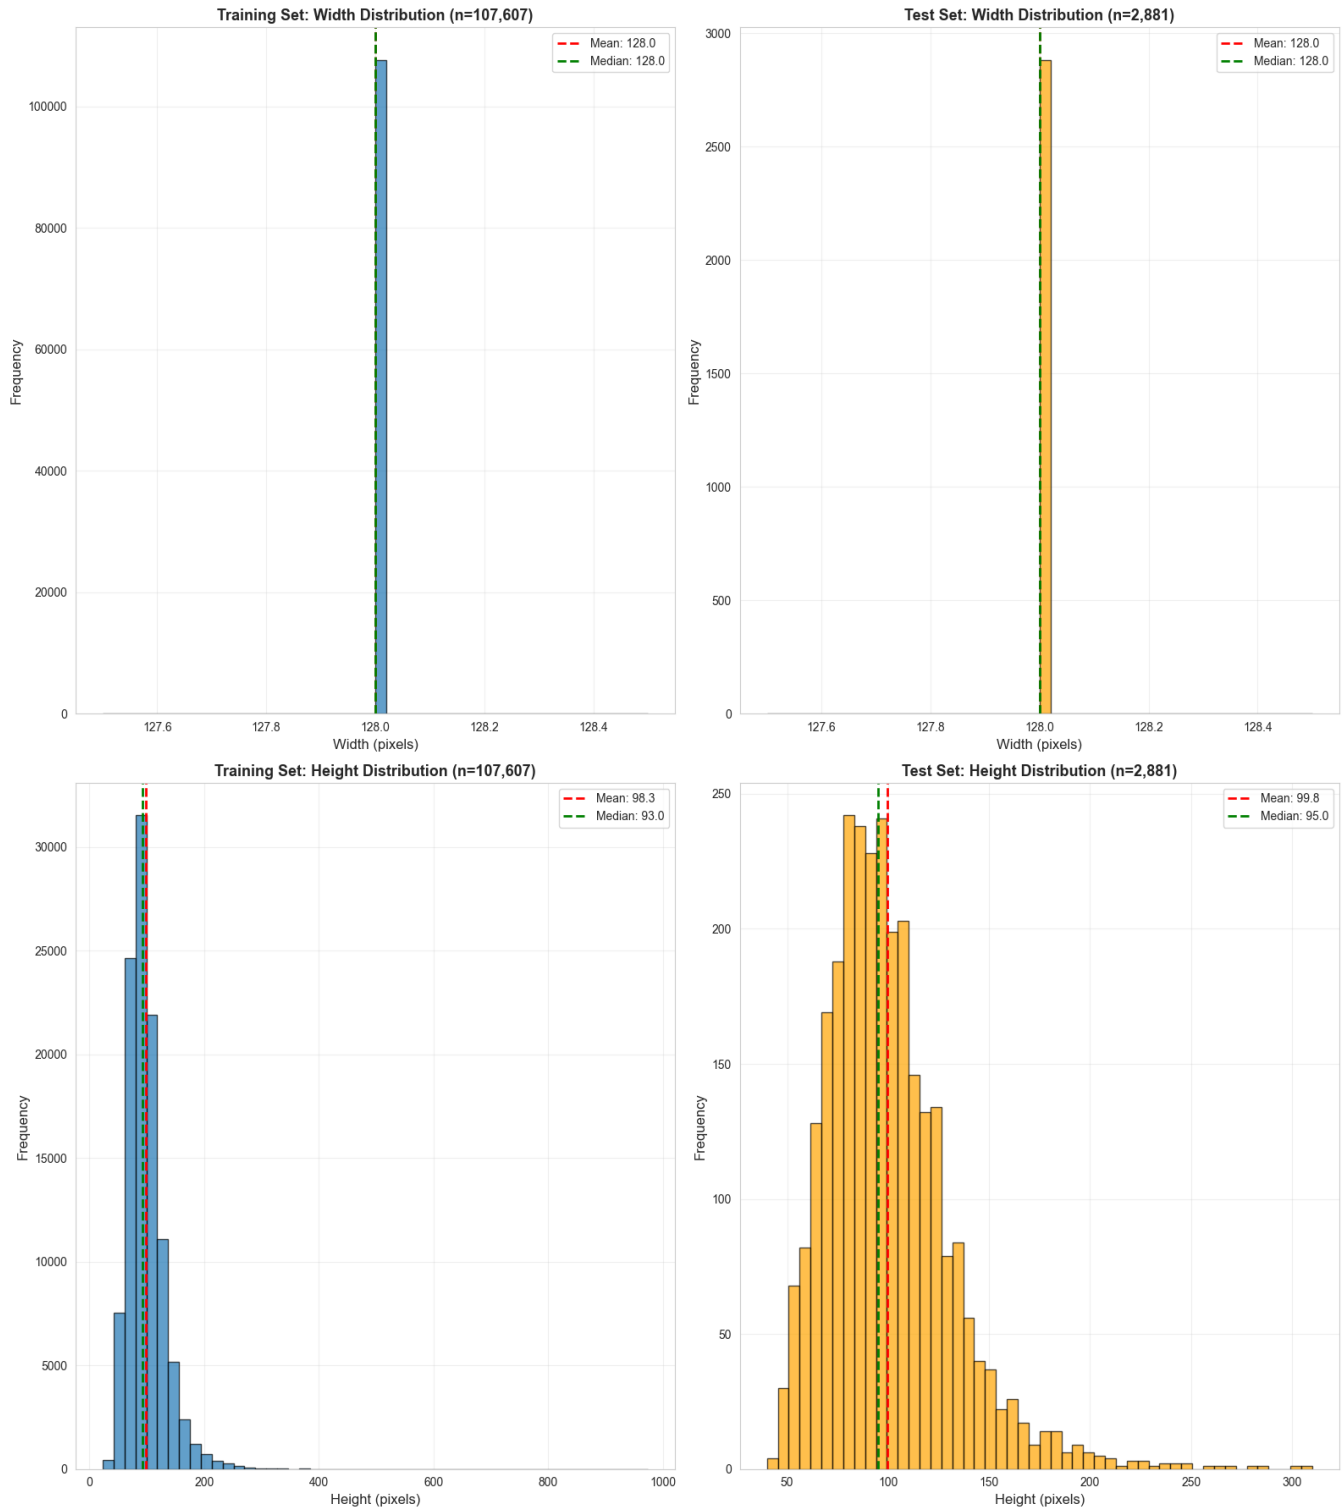 Training Set: Width Distribution (n=107,607)
Mean: 128.0
Median: 128.0
100000
80000
60000
40000
20000
0
Frequency
127.6 127.8 128.0 128.2 128.4
Width (pixels)
Test Set: Width Distribution (n=2,881)
Mean: 128.0
Median: 128.0
3000
2500
2000
1500
1000
500
0
Frequency
127.6 127.8 128.0 128.2 128.4
Width (pixels)
Training Set: Height Distribution (n=107,607)
Mean: 98.3
Median: 93.0
30000
25000
20000
15000
10000
5000
0
Frequency
0 200 400 600 800 1000
Height (pixels)
Test Set: Height Distribution (n=2,881)
Mean: 99.8
Median: 95.0
250
200
150
100
50
0
Frequency
50 100 150 200 250 300
Height (pixels)